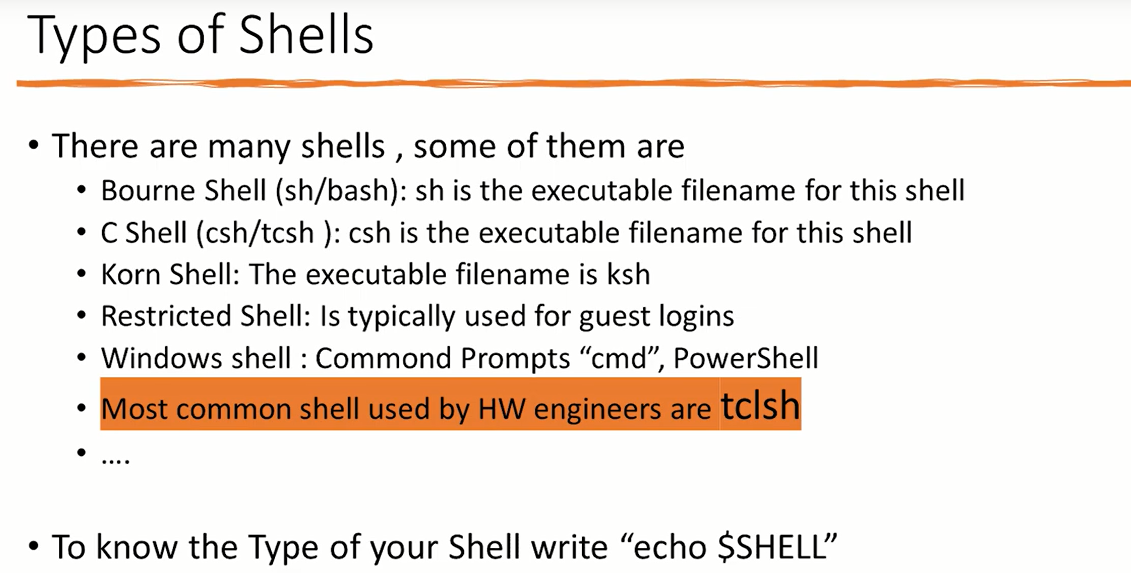 Types of Shells
• There are many shells , some of them are
• Bourne Shell (sh/bash): sh is the executable filename for this shell
• C Shell (csh/tcsh ): csh is the executable filename for this shell
• Korn Shell: The executable filename is ksh
• Restricted Shell: Is typically used for guest logins
• Windows shell : Commond Prompts “cmd”, PowerShell
• Most common shell used by HW engineers are tclsh
• ....
• To know the Type of your Shell write “echo $SHELL”